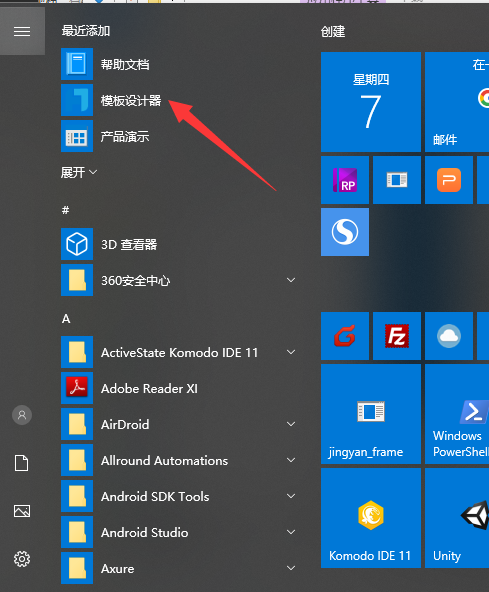 最近添加
帮助文档
模板设计器
产品演示
展开
#
3D 查看器
360安全中心
A
ActiveState Komodo IDE 11
Adobe Reader XI
AirDroid
Allround Automations
Android SDK Tools
Android Studio
Axure
创建
星期四
7
在一
邮件
RP
P
S
G
FZ
jingyan_frame
Windows
PowerShell
Komodo IDE 11
Unity